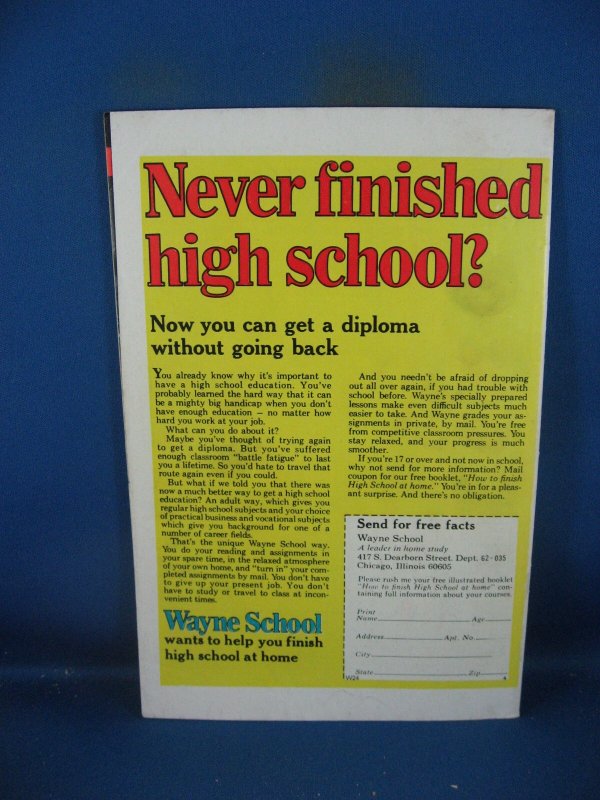 Never finished
high school?
Now you can get a diploma
without going back
You already know why it's important to
have a high school education. You've
probably learned the hard way that it can
be a mighty big handicap when you don't
have enough education — no matter how
hard you work at your job.
What can you do about it?
Maybe you've thought of trying again
to get a diploma. But you've suffered
enough classroom "battle fatigue" to last
you a lifetime. So you'd hate to travel that
route again even if you could.
But what if we told you that there was
now a much better way to get a high school
education? An adult way, which gives you
regular high school subjects and your choice
of practical business and vocational subjects
which give you background for one of a
number of career fields.
That's the unique Wayne School way.
You do your reading and assignments in
your spare time, in the relaxed atmosphere
of your own home, and "turn in" your com-
pleted assignments by mail. You don't have
to give up your present job. You don't
have to study or travel to class at incon-
venient times.
Wayne School
wants to help you finish
high school at home
And you needn't be afraid of dropping
out all over again, if you had trouble with
school before. Wayne's specially prepared
lessons make even difficult subjects much
easier to take. And Wayne grades your as-
signments in private, by mail. You're free
from competitive classroom pressures. You
stay relaxed, and your progress is much
smoother.
If you're 17 or over and not now in school,
why not send for more information? Mail
coupon for our free booklet, "How to finish
High School at home." You're in for a pleas-
ant surprise. And there's no obligation.
Send for free facts
Wayne School
A leader in home study
417 S. Dearborn Street, Dept. 62-035
Chicago, Illinois 60605
Please rush me your free illustrated booklet
"How to finish High School at home" con-
taining full information about your courses.
Print
Name Age
Address Apt. No.
City
State Zip
W24 4